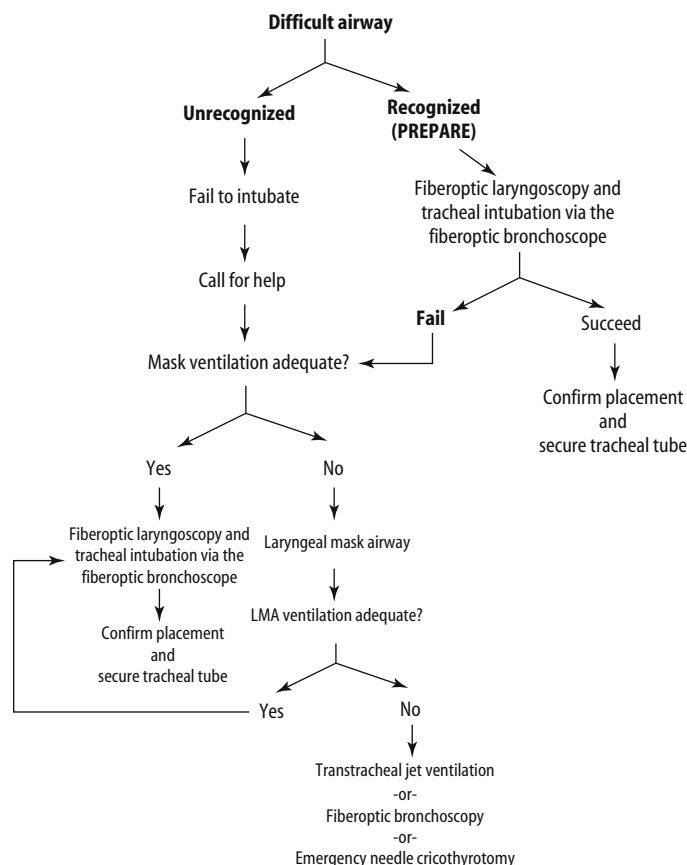 Difficult airway
Unrecognized
Recognized
(PREPARE)
Fail to intubate
Fiberoptic laryngoscopy and
tracheal intubation via the
fiberoptic bronchoscope
Call for help
Fail
Succeed
Mask ventilation adequate?
Confirm placement
and
secure tracheal tube
Yes
No
Fiberoptic laryngoscopy and
tracheal intubation via the
fiberoptic bronchoscope
Laryngeal mask airway
LMA ventilation adequate?
Confirm placement
and
secure tracheal tube
Yes
No
Transtracheal jet ventilation
-or-
Fiberoptic bronchoscopy
-or-
Emergency needle cricothyrotomy